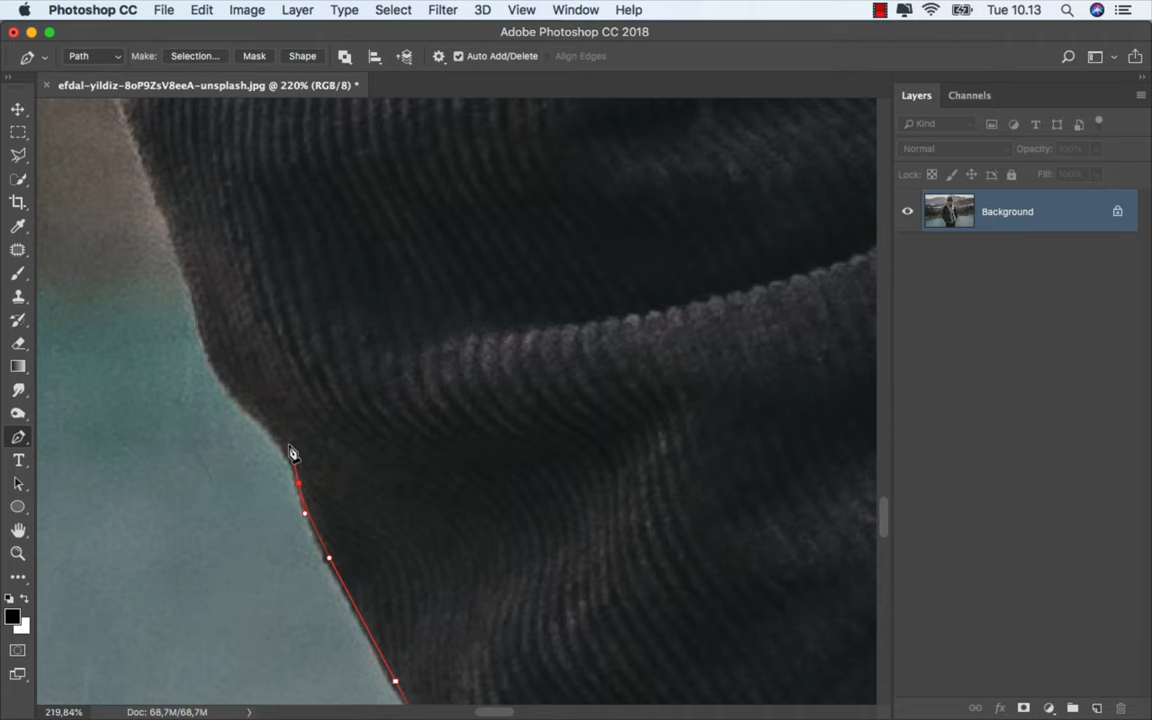 Photoshop CC File Edit Image Layer Type Select Filter 3D View Window Help Tue 10.13
Adobe Photoshop CC 2018
Path Make: Selection... Mask Shape Auto Add/Delete Align Edges
efdal-yildiz-8oP9ZsV8eeA-unsplash.jpg @ 220% (RGB/8) *
Layers Channels
Kind
Normal Opacity: 100%
Lock: Fill: 100%
Background
219,84% Doc: 68,7M/68,7M